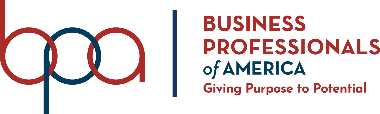 bpa
BUSINESS
PROFESSIONALS
of AMERICA
Giving Purpose to Potential